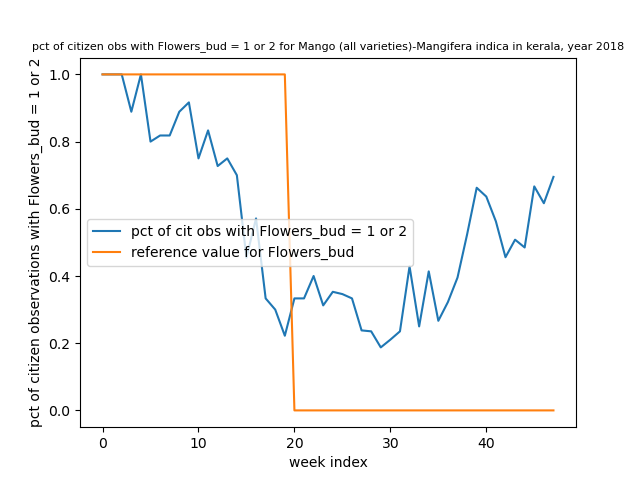 pct of citizen obs with Flowers_bud = 1 or 2 for Mango (all varieties)-Mangifera indica in kerala, year 2018
pct of citizen observations with Flowers_bud = 1 or 2
1.0
0.8
0.6
0.4
0.2
0.0
pct of cit obs with Flowers_bud = 1 or 2
reference value for Flowers_bud
0 10 20 30 40
week index